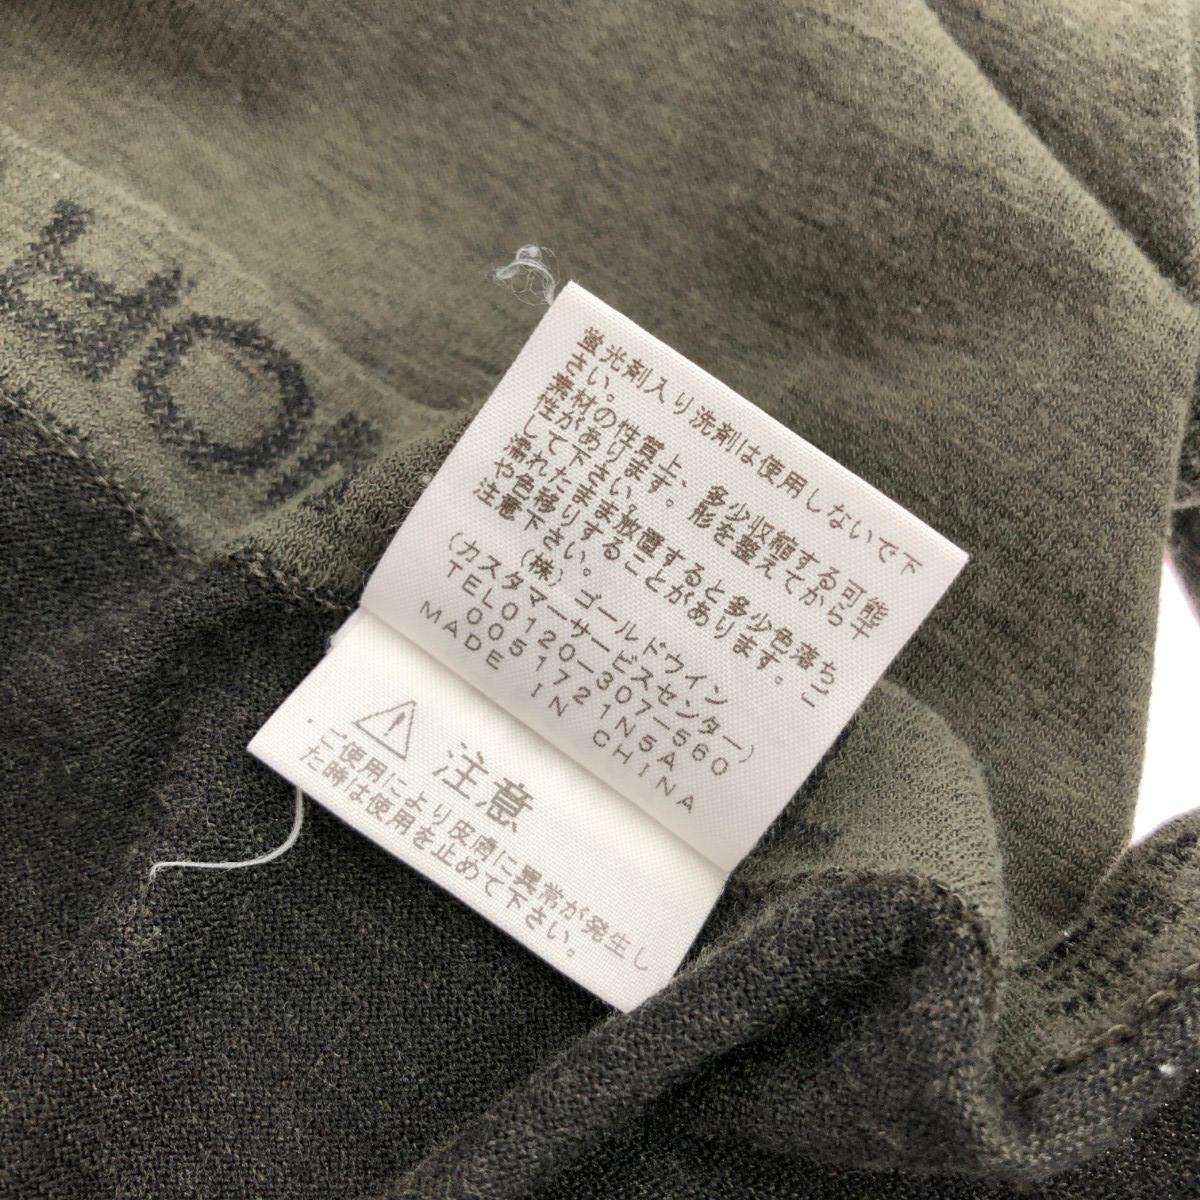 蛍光剤入り洗剤は使用しないで下
さい。
素材の性質上、多少収縮する可能
性があります。形を整えてから干
して下さい。
濡れたまま放置すると多少色落ち
や色移りすることがあります。ご
注意下さい。
(株)ゴールドウイン
(カスタマーサービスセンター)
TEL0120-307-560
0051721N5A
MADE IN CHINA
注意
ご使用により皮膚に異常が発生し
た時は使用を止めて下さい。